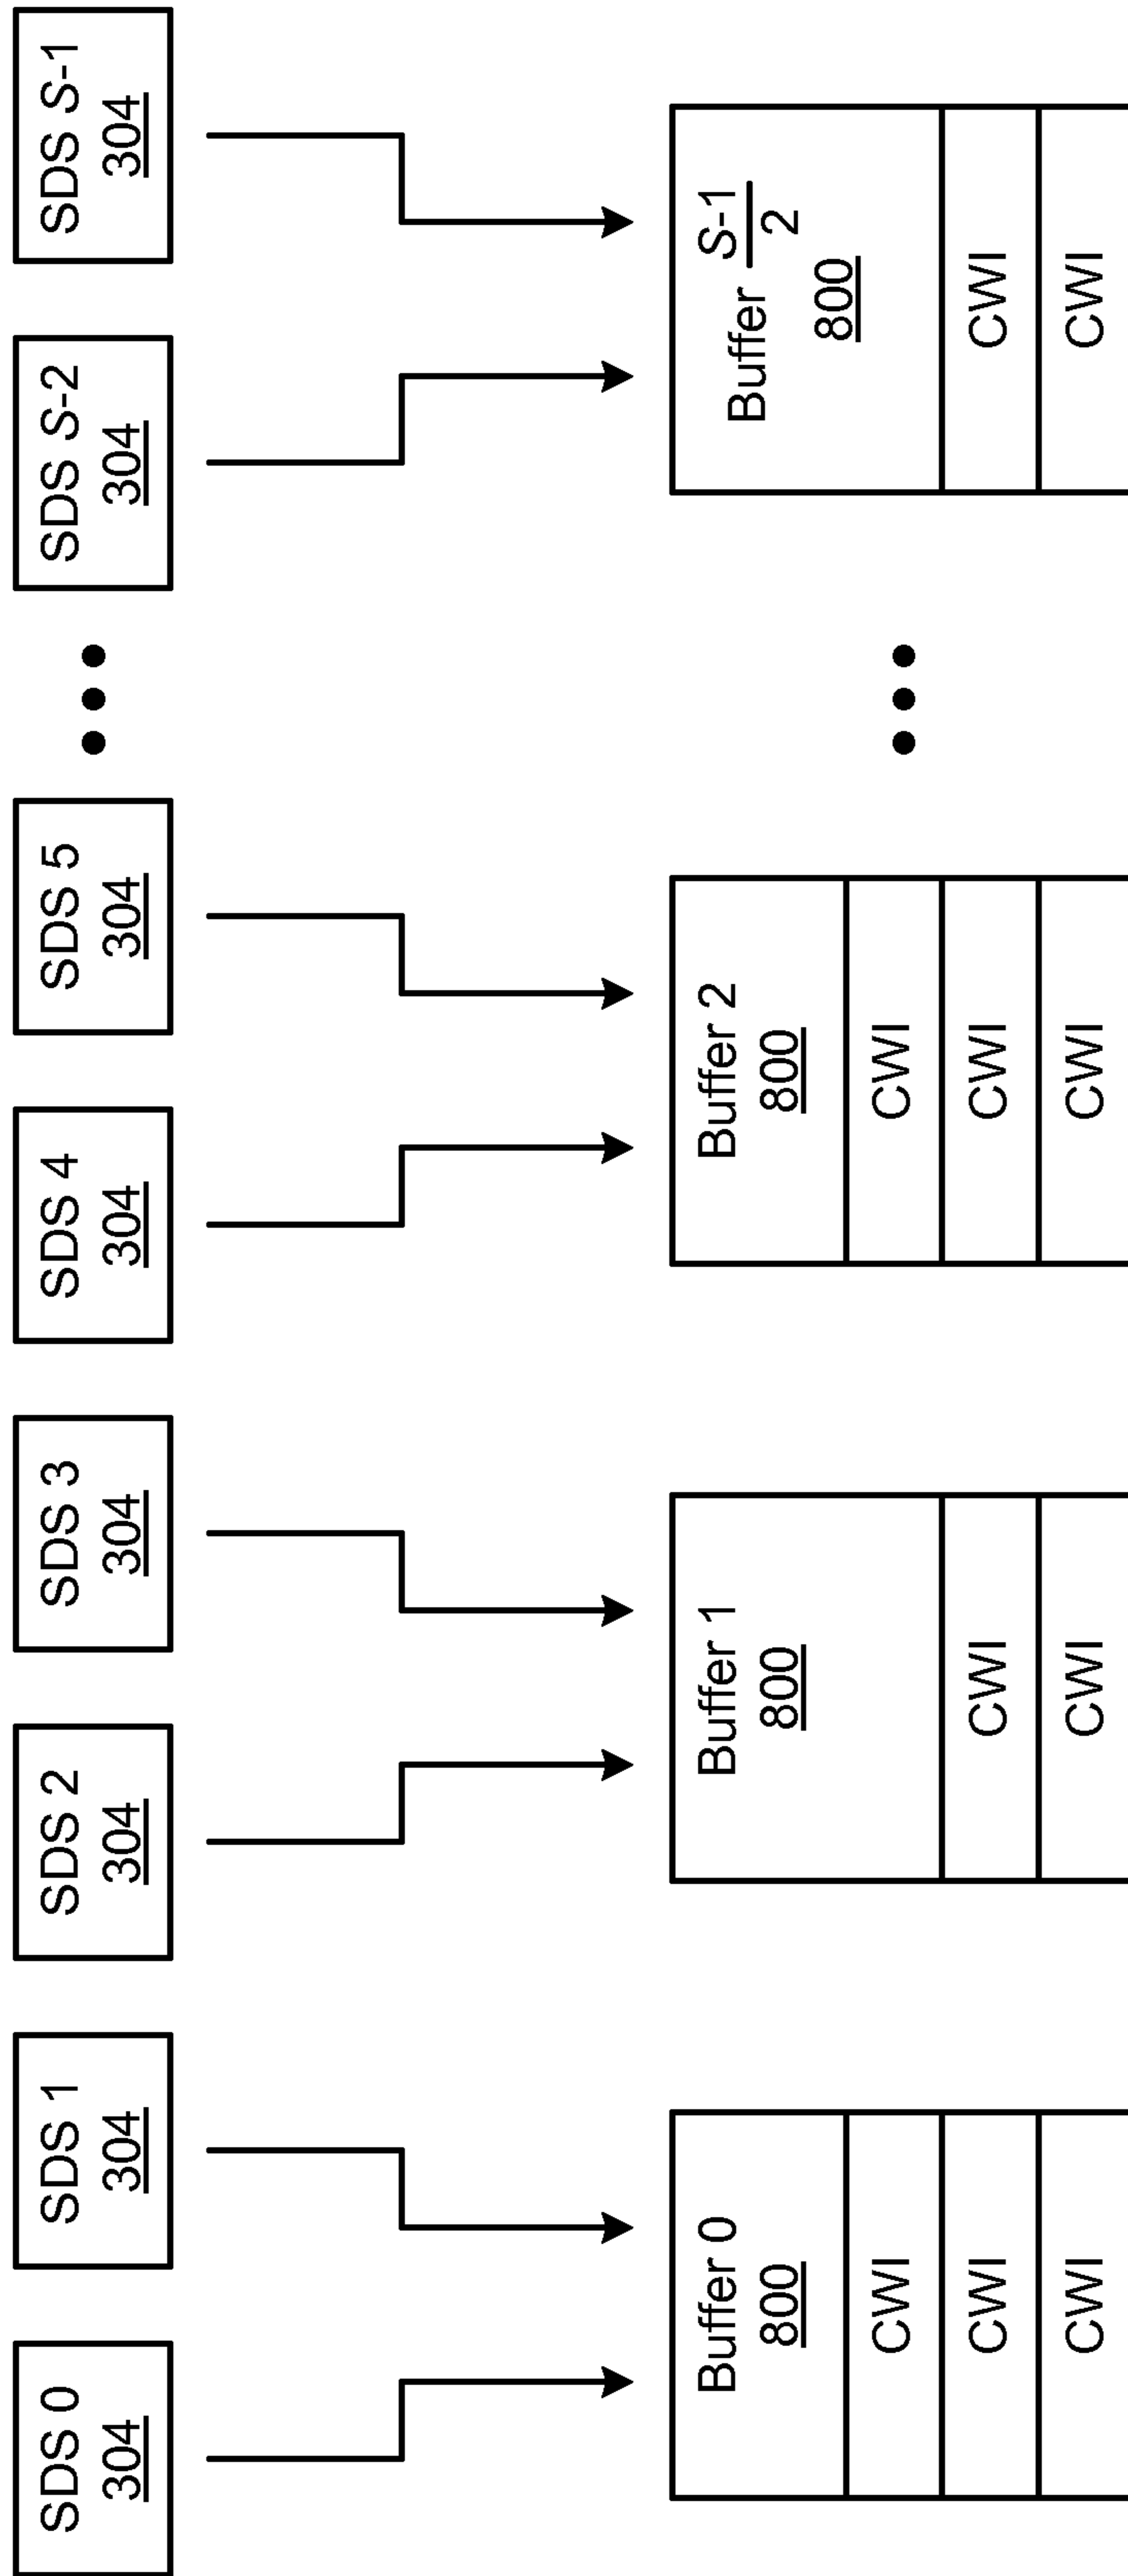 SDS 0
304
SDS 1
304
SDS 2
304
SDS 3
304
SDS 4
304
SDS 5
304
SDS S-2
304
SDS S-1
304
Buffer 0
800
CWI
CWI
CWI
Buffer 1
800
CWI
CWI
Buffer 2
800
CWI
CWI
CWI
Buffer S-1/2
800
CWI
CWI